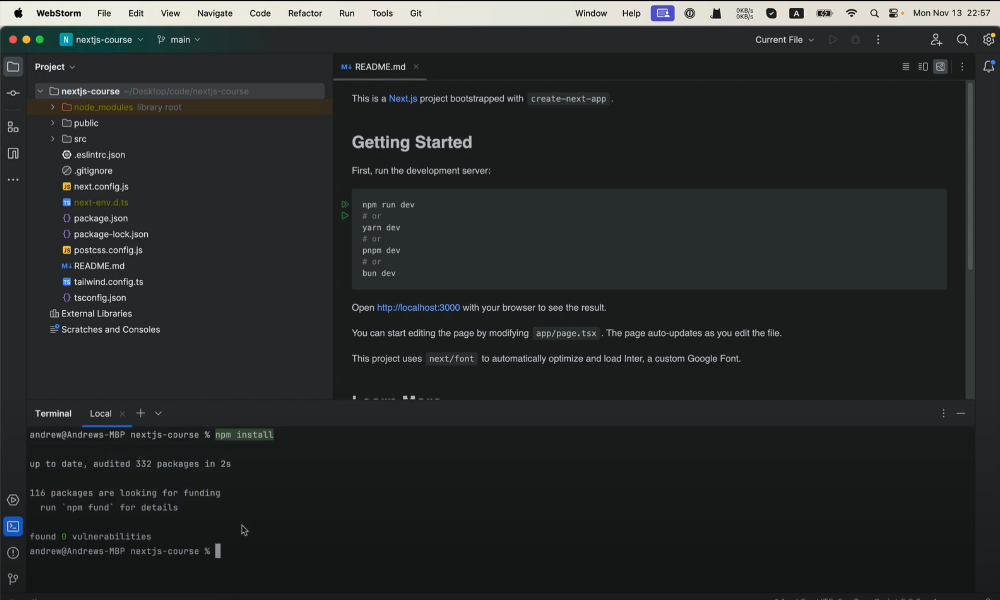 WebStorm File Edit View Navigate Code Refactor Run Tools Git Window Help 0KB/s 0KB/s A Mon Nov 13 22:57
N nextjs-course main Current File
Project
nextjs-course ~/Desktop/code/nextjs-course
node_modules library root
public
src
.eslintrc.json
.gitignore
JS next.config.js
TS next-env.d.ts
{} package.json
{} package-lock.json
JS postcss.config.js
M↓ README.md
TS tailwind.config.ts
{} tsconfig.json
External Libraries
Scratches and Consoles
M↓ README.md
This is a Next.js project bootstrapped with create-next-app .
Getting Started
First, run the development server:
npm run dev
# or
yarn dev
# or
pnpm dev
# or
bun dev
Open http://localhost:3000 with your browser to see the result.
You can start editing the page by modifying app/page.tsx . The page auto-updates as you edit the file.
This project uses next/font to automatically optimize and load Inter, a custom Google Font.
Learn More
Terminal Local
andrew@Andrews-MBP nextjs-course % npm install
up to date, audited 332 packages in 2s
116 packages are looking for funding
run `npm fund` for details
found 0 vulnerabilities
andrew@Andrews-MBP nextjs-course %